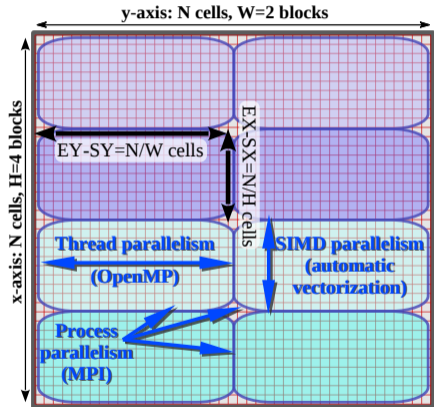 y-axis: N cells, W=2 blocks
x-axis: N cells, H=4 blocks
EY-SY=N/W cells
EX-SX=N/H cells
Thread parallelism
(OpenMP)
SIMD parallelism
(automatic
vectorization)
Process
parallelism
(MPI)